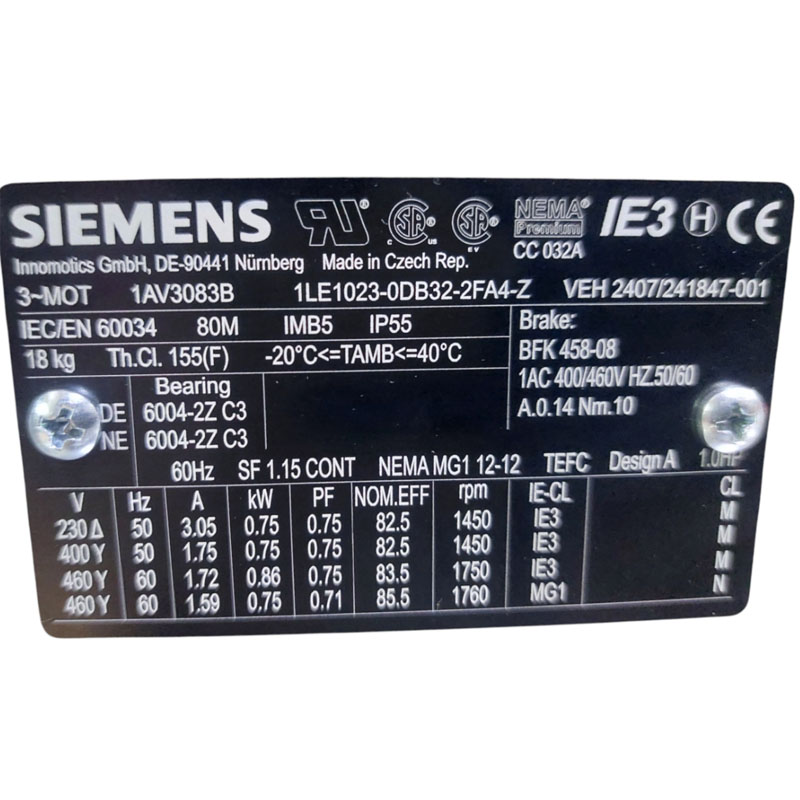 SIEMENS
Innomotics GmbH, DE-90441 Nürnberg Made in Czech Rep.
RU SA® C US SA® EV NEMA® Premium CC 032A IE3 H CE
3~MOT 1AV3083B 1LE1023-0DB32-2FA4-Z VEH 2407/241847-001
IEC/EN 60034 80M IMB5 IP55
18 kg Th.Cl. 155(F) -20°C<=TAMB<=40°C
Brake:
BFK 458-08
1AC 400/460V HZ.50/60
A.0.14 Nm.10
Bearing
DE 6004-2Z C3
NE 6004-2Z C3
60Hz SF 1.15 CONT NEMA MG1 12-12 TEFC Design A 1.0HP
V Hz A kW PF NOM.EFF rpm IE-CL CL
230 Δ 50 3.05 0.75 0.75 82.5 1450 IE3 M
400 Y 50 1.75 0.75 0.75 82.5 1450 IE3 M
460 Y 60 1.72 0.86 0.75 83.5 1750 IE3 M
460 Y 60 1.59 0.75 0.71 85.5 1760 MG1 N